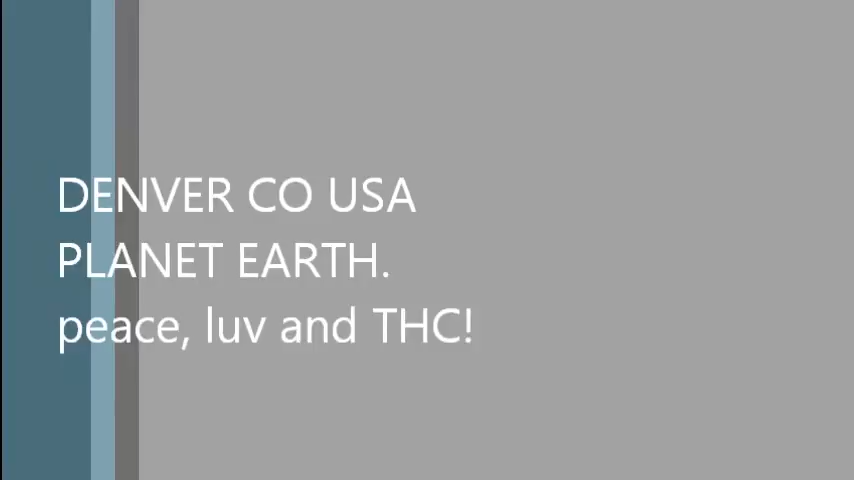 DENVER CO USA
PLANET EARTH.
peace, luv and THC!